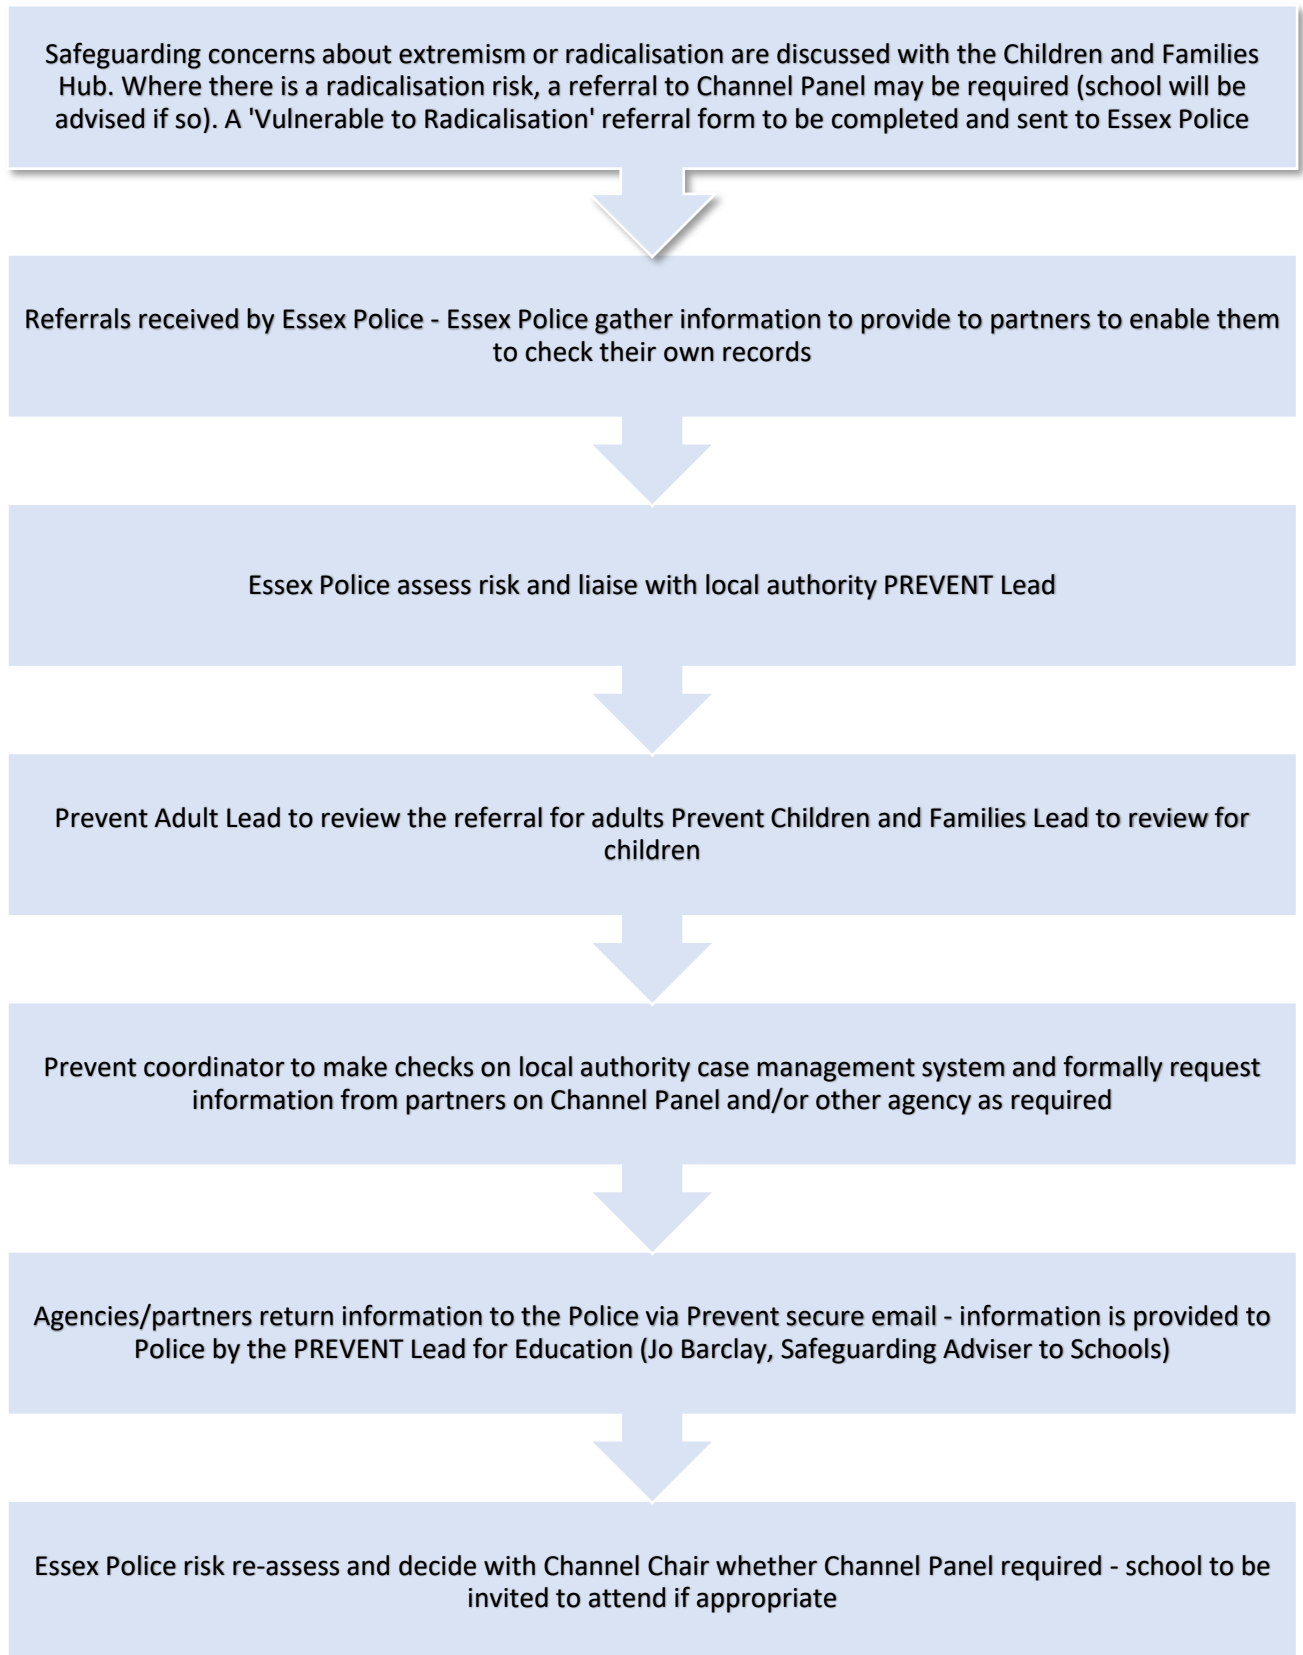 Safeguarding concerns about extremism or radicalisation are discussed with the Children and Families
Hub. Where there is a radicalisation risk, a referral to Channel Panel may be required (school will be
advised if so). A 'Vulnerable to Radicalisation' referral form to be completed and sent to Essex Police
Referrals received by Essex Police - Essex Police gather information to provide to partners to enable them
to check their own records
Essex Police assess risk and liaise with local authority PREVENT Lead
Prevent Adult Lead to review the referral for adults Prevent Children and Families Lead to review for
children
Prevent coordinator to make checks on local authority case management system and formally request
information from partners on Channel Panel and/or other agency as required
Agencies/partners return information to the Police via Prevent secure email - information is provided to
Police by the PREVENT Lead for Education (Jo Barclay, Safeguarding Adviser to Schools)
Essex Police risk re-assess and decide with Channel Chair whether Channel Panel required - school to be
invited to attend if appropriate